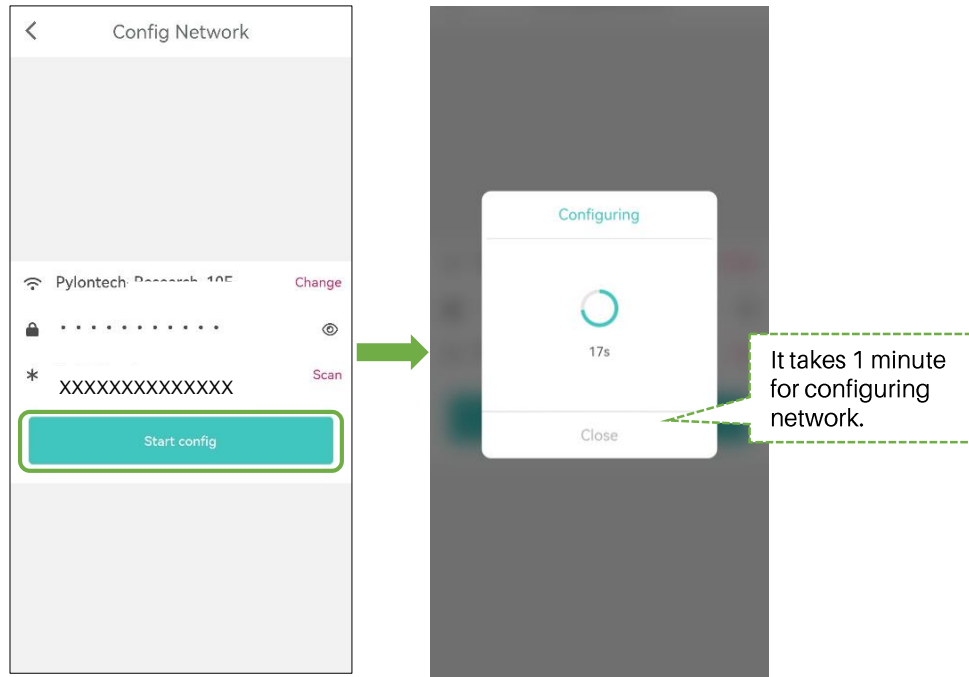 Config Network
Pylontech
Change
• • • • • • • • • • •
XXXXXXXXXXXXXX
Scan
Start config
Configuring
17s
Close
It takes 1 minute
for configuring
network.